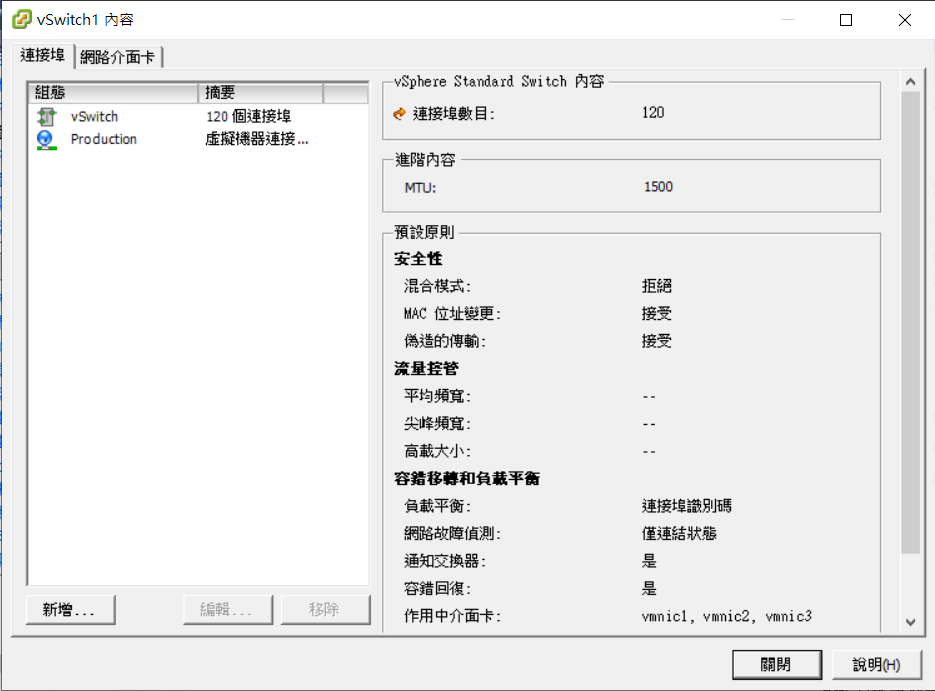 vSwitch1 內容
連接埠 網路介面卡
組態 摘要
vSwitch 120 個連接埠
Production 虛擬機器連接...
新增... 編輯... 移除
vSphere Standard Switch 內容
連接埠數目: 120
進階內容
MTU: 1500
預設原則
安全性
混合模式: 拒絕
MAC 位址變更: 接受
偽造的傳輸: 接受
流量控管
平均頻寬: --
尖峰頻寬: --
高載大小: --
容錯移轉和負載平衡
負載平衡: 連接埠識別碼
網路故障偵測: 僅連結狀態
通知交換器: 是
容錯回復: 是
作用中介面卡: vmnic1, vmnic2, vmnic3
關閉 說明(H)